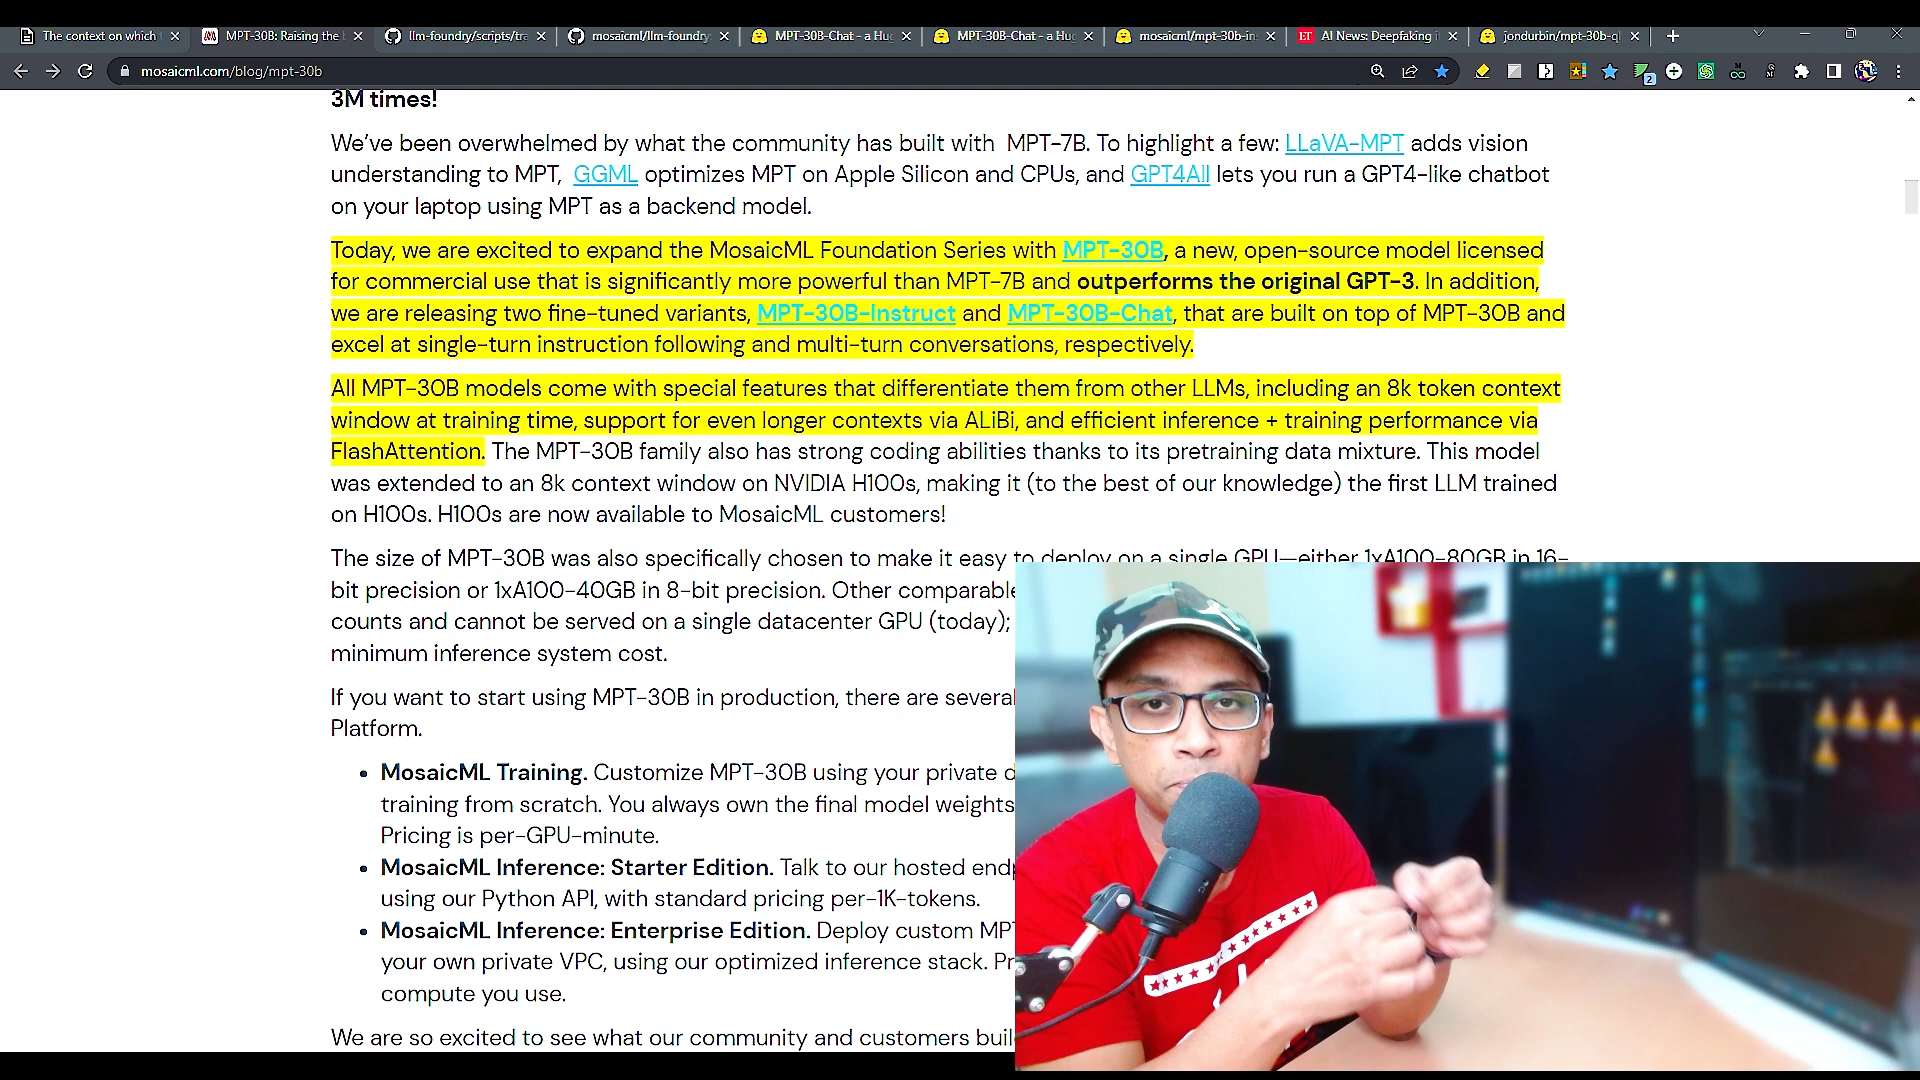 The context on which
MPT-30B: Raising the
llm-foundry/scripts/tra
mosaicml/llm-foundry
MPT-30B-Chat - a Hug
MPT-30B-Chat - a Hug
mosaicml/mpt-30b-in
AI News: Deepfaking i
jondurbin/mpt-30b-ql
mosaicml.com/blog/mpt-30b
3M times!
We’ve been overwhelmed by what the community has built with MPT-7B. To highlight a few: LLaVA-MPT adds vision
understanding to MPT, GGML optimizes MPT on Apple Silicon and CPUs, and GPT4All lets you run a GPT4-like chatbot
on your laptop using MPT as a backend model.
Today, we are excited to expand the MosaicML Foundation Series with MPT-30B, a new, open-source model licensed
for commercial use that is significantly more powerful than MPT-7B and outperforms the original GPT-3. In addition,
we are releasing two fine-tuned variants, MPT-30B-Instruct and MPT-30B-Chat, that are built on top of MPT-30B and
excel at single-turn instruction following and multi-turn conversations, respectively.
All MPT-30B models come with special features that differentiate them from other LLMs, including an 8k token context
window at training time, support for even longer contexts via ALiBi, and efficient inference + training performance via
FlashAttention. The MPT-30B family also has strong coding abilities thanks to its pretraining data mixture. This model
was extended to an 8k context window on NVIDIA H100s, making it (to the best of our knowledge) the first LLM trained
on H100s. H100s are now available to MosaicML customers!
The size of MPT-30B was also specifically chosen to make it easy to deploy on a single GPU—either 1xA100-80GB in 16-
bit precision or 1xA100-40GB in 8-bit precision. Other comparable
counts and cannot be served on a single datacenter GPU (today);
minimum inference system cost.
If you want to start using MPT-30B in production, there are several
Platform.
• MosaicML Training. Customize MPT-30B using your private d
training from scratch. You always own the final model weights
Pricing is per-GPU-minute.
• MosaicML Inference: Starter Edition. Talk to our hosted endp
using our Python API, with standard pricing per-1K-tokens.
• MosaicML Inference: Enterprise Edition. Deploy custom MPT
your own private VPC, using our optimized inference stack. Pr
compute you use.
We are so excited to see what our community and customers buil